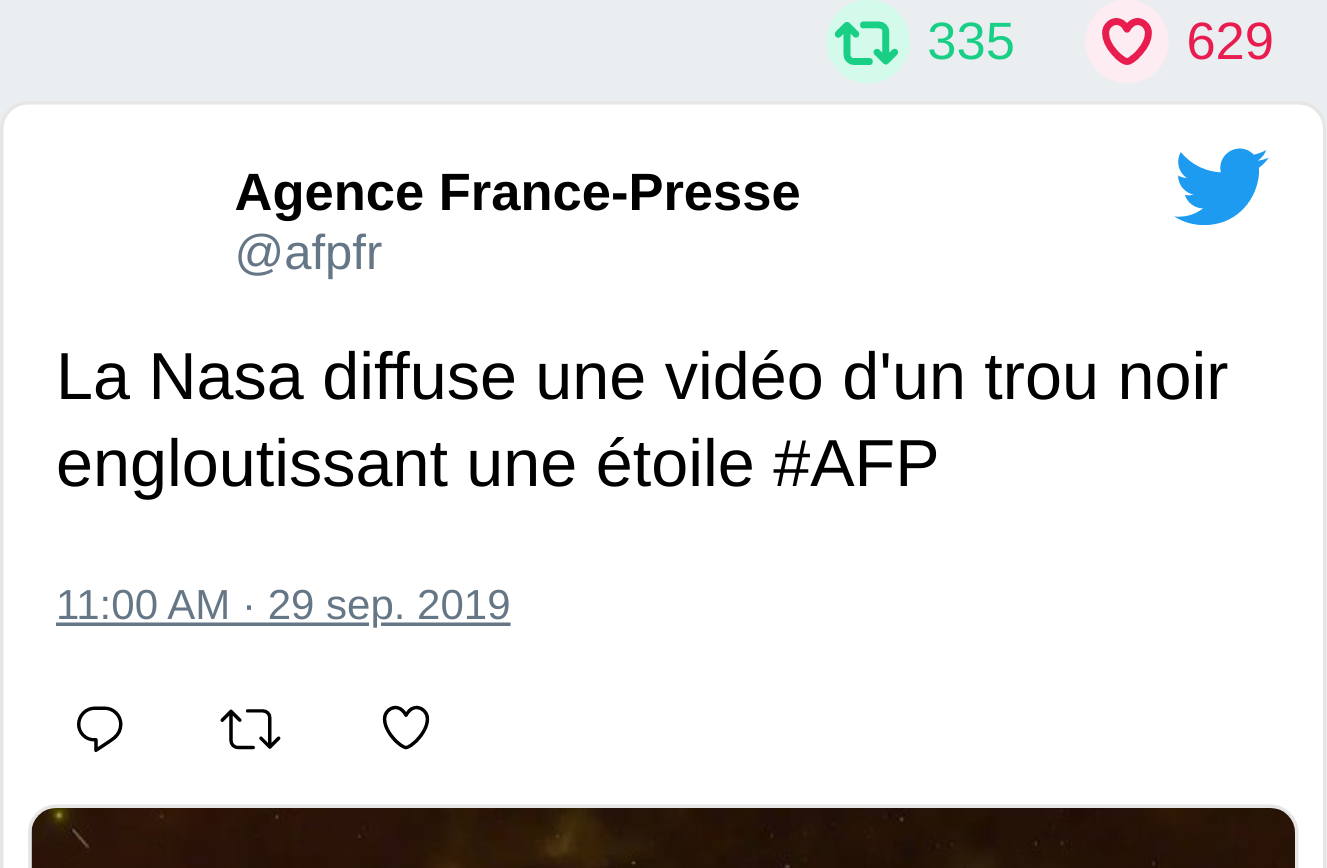 335 629
Agence France-Presse
@afpfr
La Nasa diffuse une vidéo d'un trou noir
engloutissant une étoile #AFP
11:00 AM · 29 sep. 2019